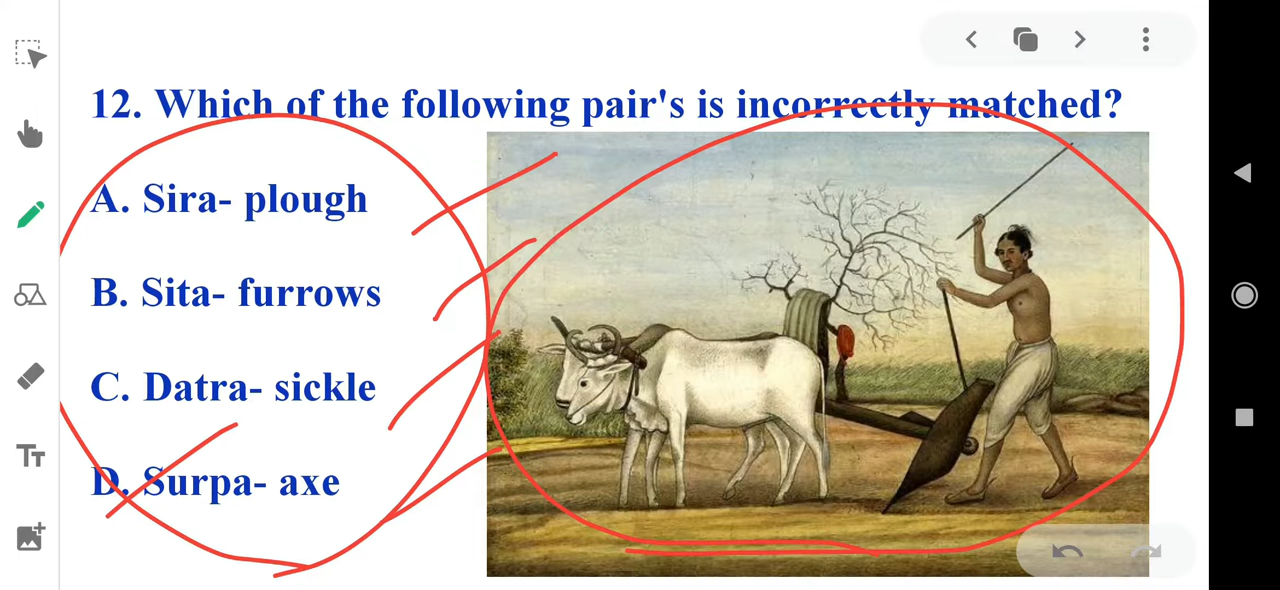 12. Which of the following pair's is incorrectly matched?
A. Sira- plough
B. Sita- furrows
C. Datra- sickle
D. Surpa- axe